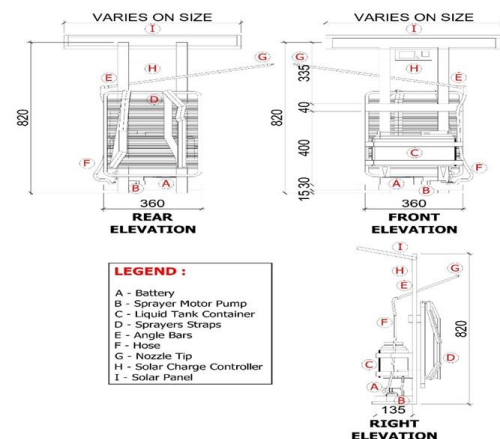 VARIES ON SIZE
I
H
G
E
D
F
B
A
820
360
REAR
ELEVATION
VARIES ON SIZE
I
G
H
E
C
F
A
B
335
40
400
15.30
820
360
FRONT
ELEVATION
LEGEND :
A - Battery
B - Sprayer Motor Pump
C - Liquid Tank Container
D - Sprayers Straps
E - Angle Bars
F - Hose
G - Nozzle Tip
H - Solar Charge Controller
I - Solar Panel
I
H
G
E
F
C
D
A
B
820
135
RIGHT
ELEVATION